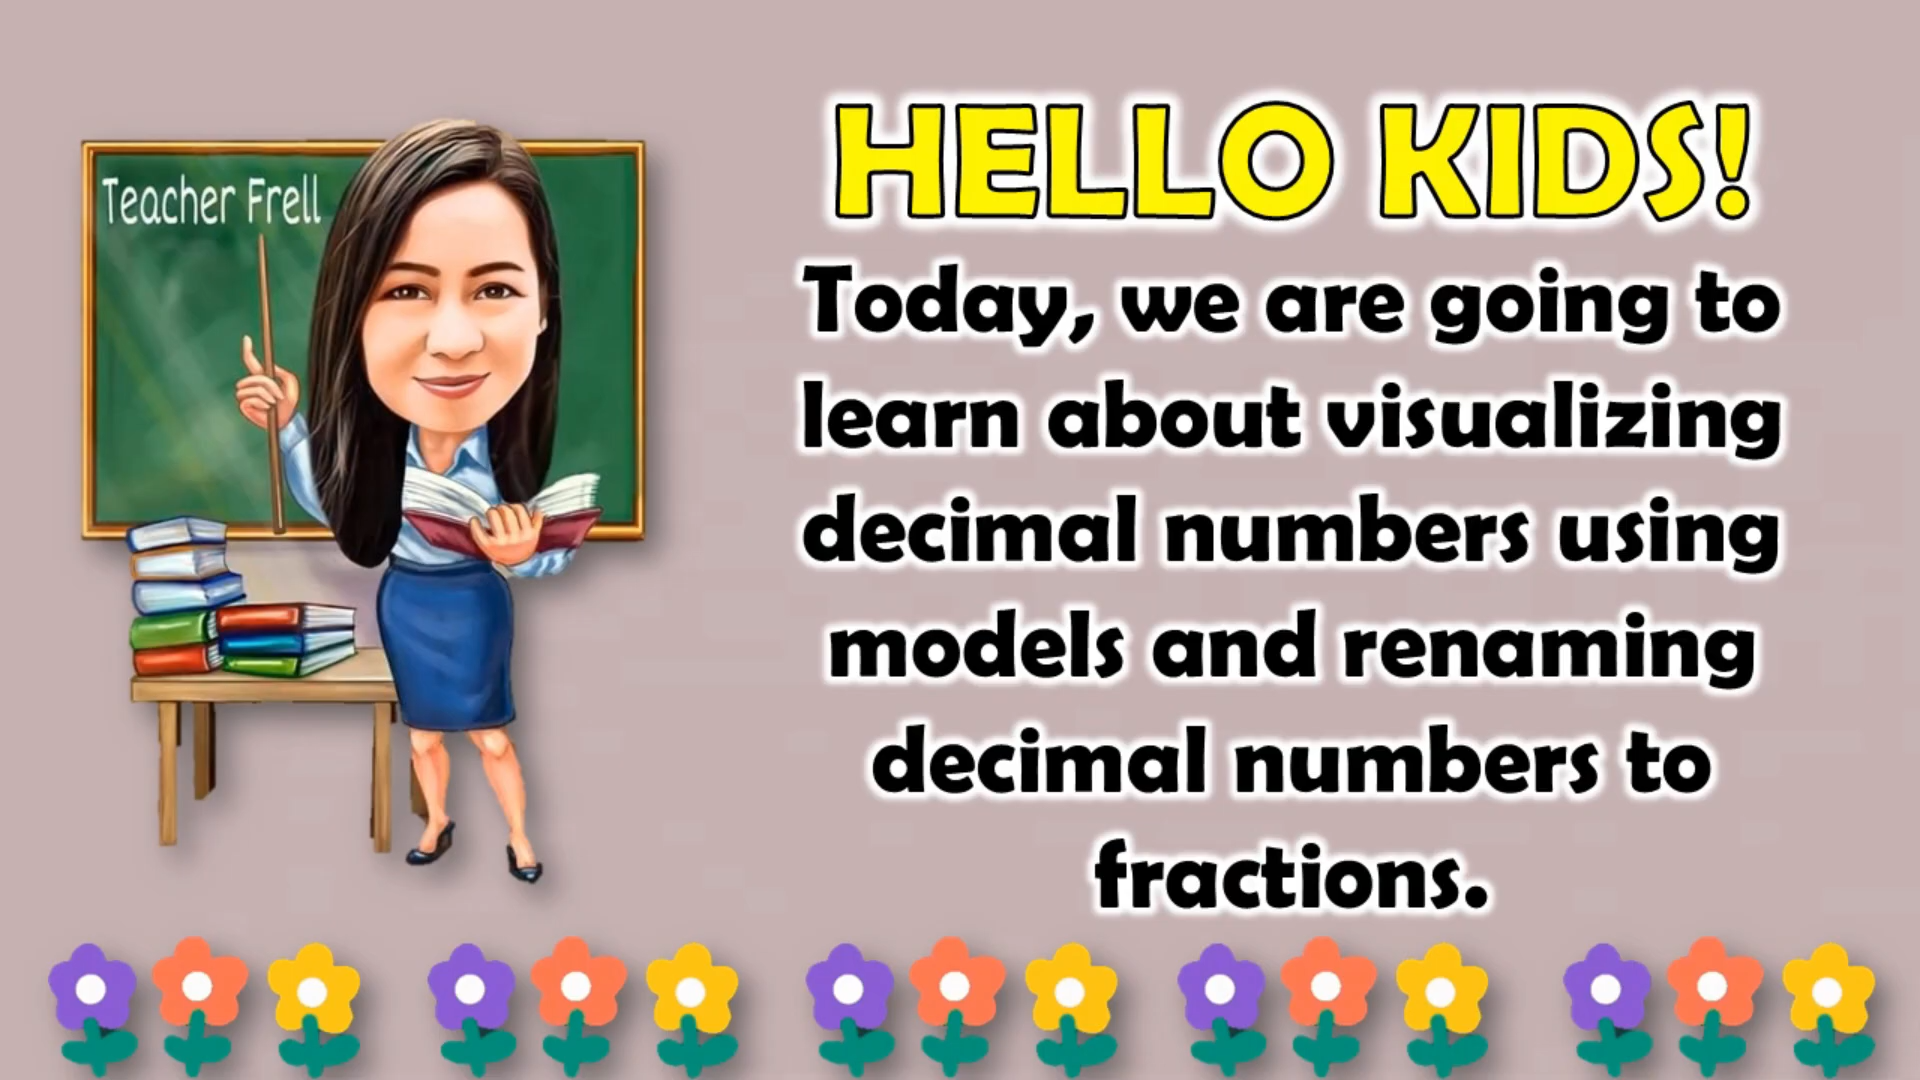 Teacher Frell
HELLO KIDS!
Today, we are going to
learn about visualizing
decimal numbers using
models and renaming
decimal numbers to
fractions.